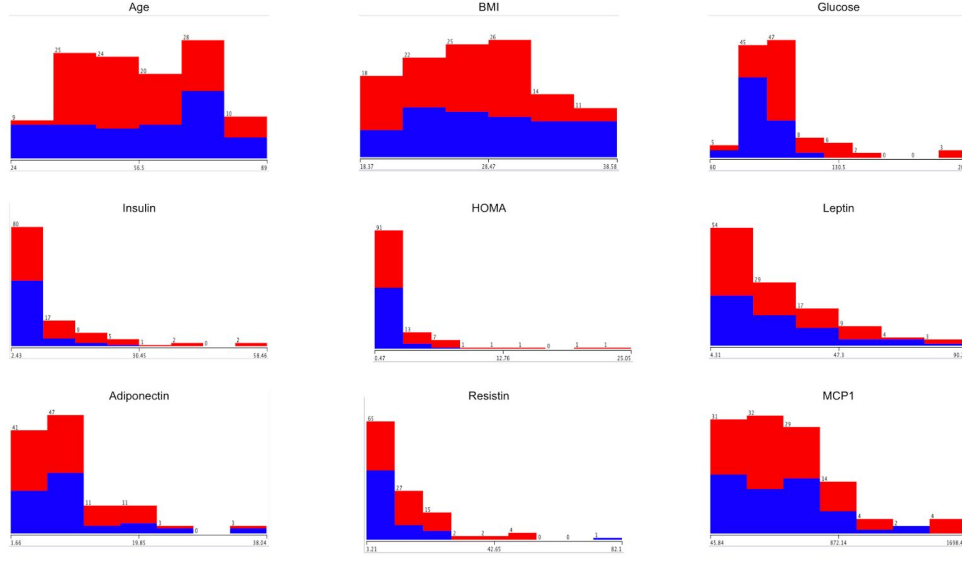 Age
BMI
Glucose
9 25 24 20 28 10
24 56.5 89
18 22 25 26 14 11
18.37 28.47 38.58
5 45 47 8 6 2 0 0 3
60 130.5
Insulin
HOMA
Leptin
80 17 5 2 0 2
2.43 30.45 58.46
91 13 7 1 1 1 0 1 1
0.47 12.76 25.05
54 29 17 9 4 3
4.31 47.3
Adiponectin
Resistin
MCP1
41 47 11 11 3 0 3
1.66 19.85 38.04
65 27 15 2 2 4 0 0 1
3.21 42.65 82.1
31 32 29 14 4 2 4
45.84 872.14